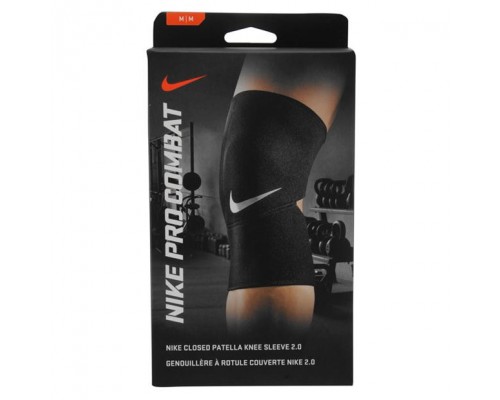 M | M
NIKE PRO COMBAT
NIKE CLOSED PATELLA KNEE SLEEVE 2.0
GENOUILLÈRE À ROTULE COUVERTE NIKE 2.0